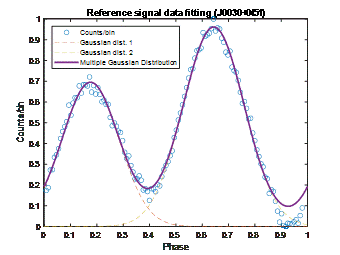 Reference signal data fitting (J0030+0451)
Counts/bin
Gaussian dist. 1
Gaussian dist. 2
Multiple Gaussian Distribution
1
0.9
0.8
0.7
0.6
0.5
0.4
0.3
0.2
0.1
0
Counts/bin
0 0.1 0.2 0.3 0.4 0.5 0.6 0.7 0.8 0.9 1
Phase